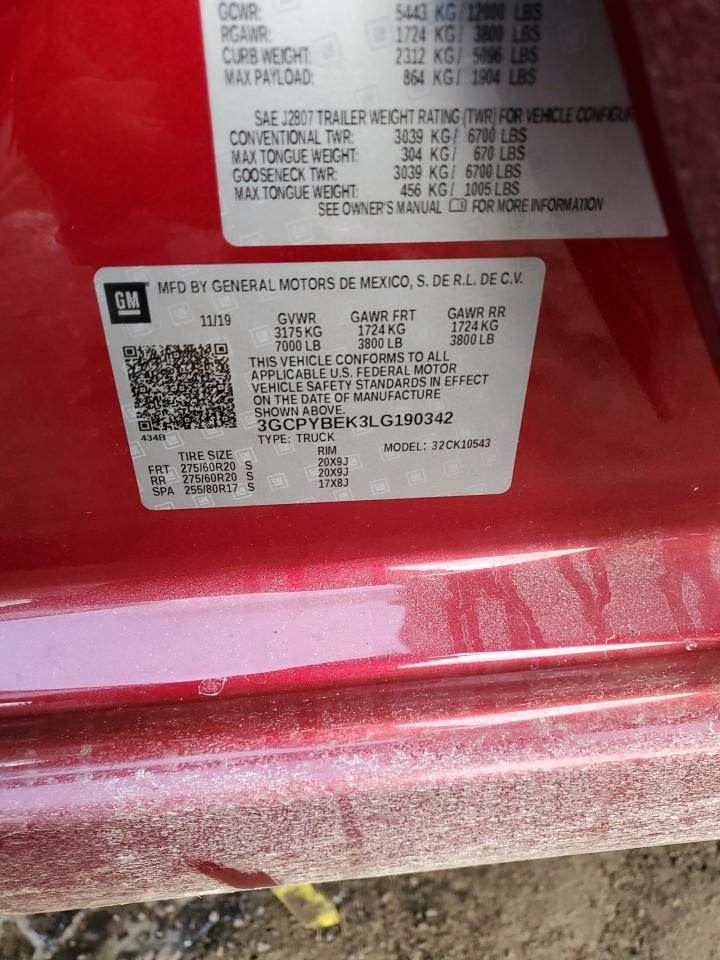 GCWR: 5443 KG / 12000 LBS
RGAWR: 1724 KG / 3800 LBS
CURB WEIGHT: 2312 KG / 5096 LBS
MAX PAYLOAD: 864 KG / 1904 LBS
SAE J2807 TRAILER WEIGHT RATING (TWR) FOR VEHICLE CONFIGUR
CONVENTIONAL TWR: 3039 KG / 6700 LBS
MAX TONGUE WEIGHT: 304 KG / 670 LBS
GOOSENECK TWR: 3039 KG / 6700 LBS
MAX TONGUE WEIGHT: 456 KG / 1005 LBS
SEE OWNER'S MANUAL FOR MORE INFORMATION
GM MFD BY GENERAL MOTORS DE MEXICO, S. DE R.L. DE C.V.
11/19 GVWR GAWR FRT GAWR RR
3175 KG 1724 KG 1724 KG
7000 LB 3800 LB 3800 LB
THIS VEHICLE CONFORMS TO ALL
APPLICABLE U.S. FEDERAL MOTOR
VEHICLE SAFETY STANDARDS IN EFFECT
ON THE DATE OF MANUFACTURE
SHOWN ABOVE.
3GCPYBEK3LG190342
434B TYPE: TRUCK MODEL: 32CK10543
TIRE SIZE RIM
FRT 275/60R20 S 20X9J
RR 275/60R20 S 20X9J
SPA 255/80R17 S 17X8J